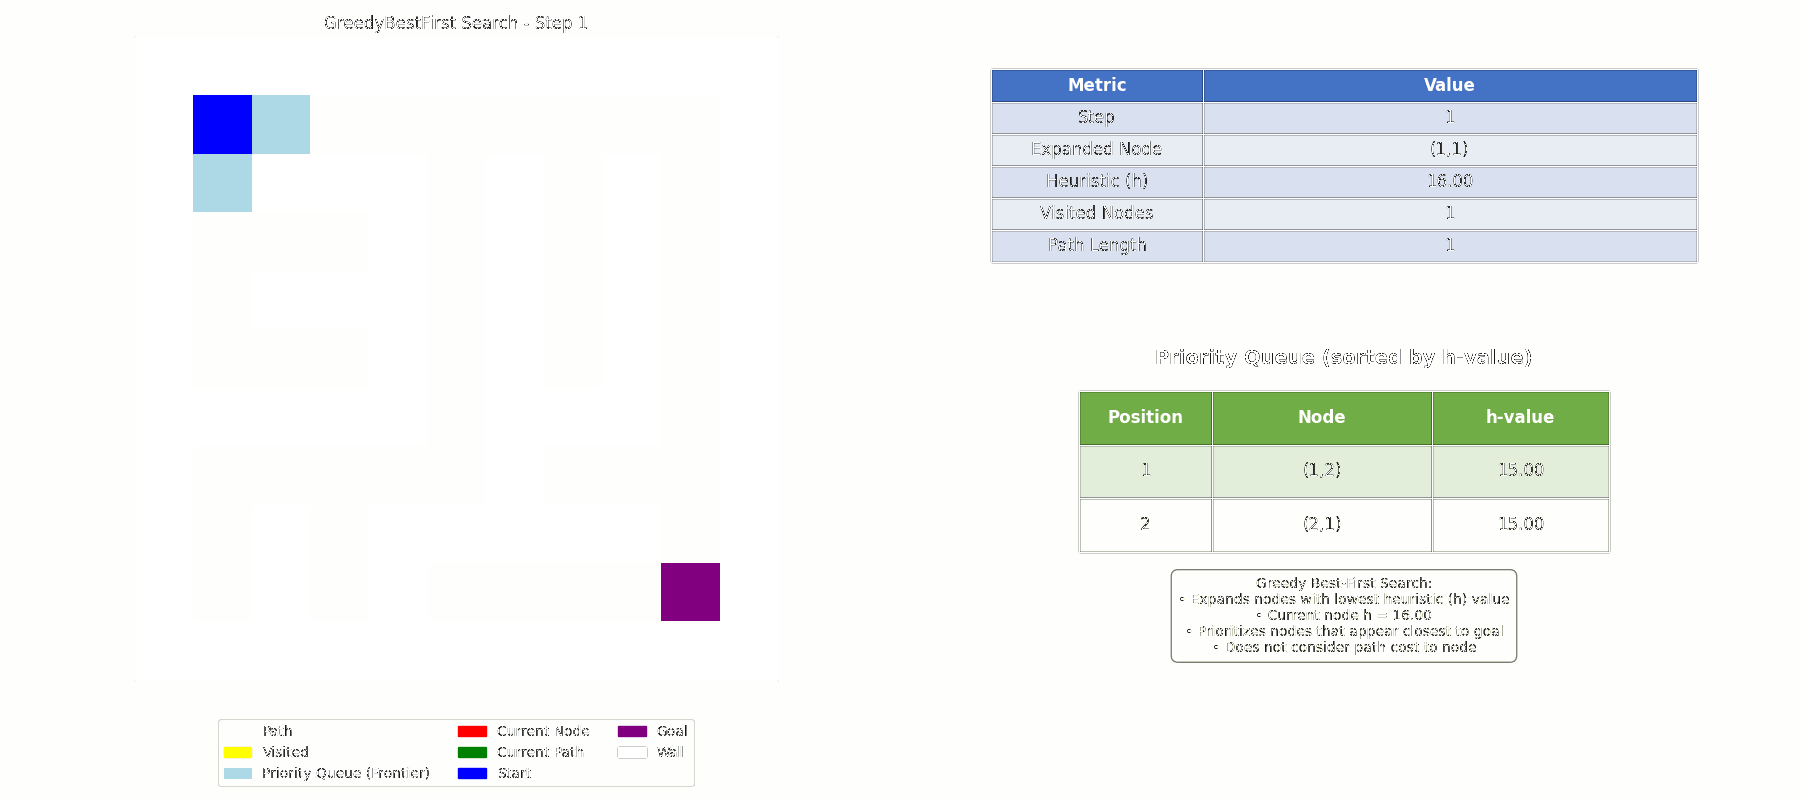 GreedyBestFirst Search - Step 1
Metric Value
Step 1
Expanded Node (1,1)
Heuristic (h) 16.00
Visited Nodes 1
Path Length 1
Priority Queue (sorted by h-value)
Position Node h-value
1 (1,2) 15.00
2 (2,1) 15.00
Greedy Best-First Search:
◦ Expands nodes with lowest heuristic (h) value
◦ Current node h = 16.00
◦ Prioritizes nodes that appear closest to goal
◦ Does not consider path cost to node
Path
Visited
Priority Queue (Frontier)
Current Node
Current Path
Start
Goal
Wall